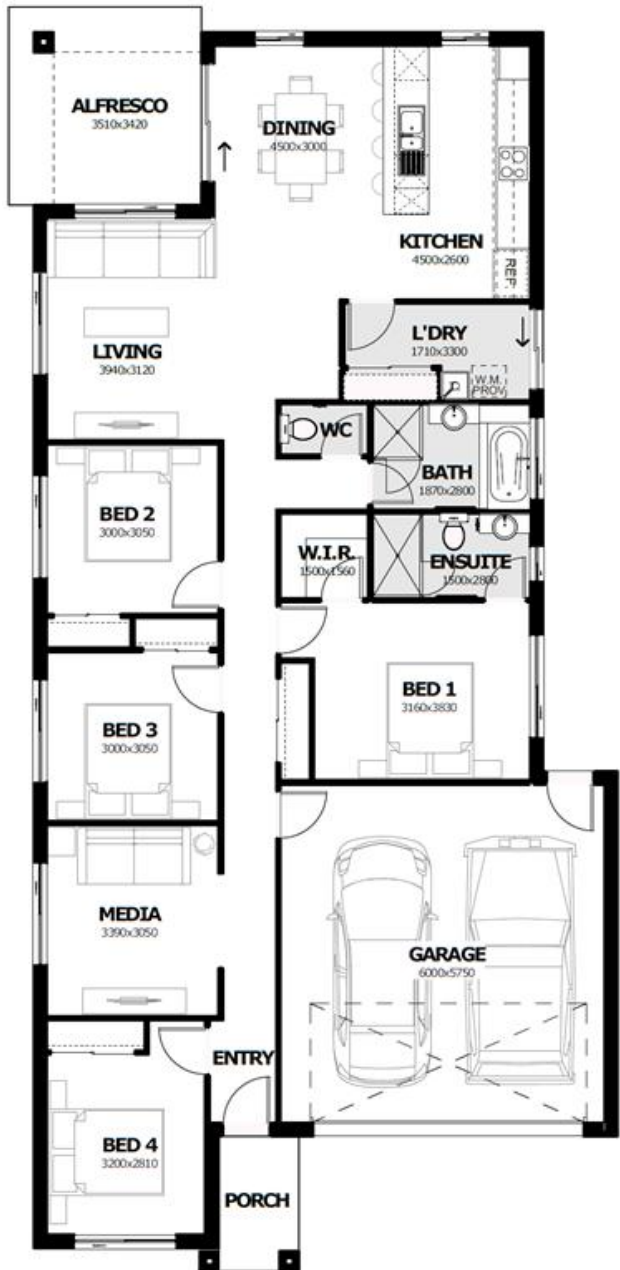 ALFRESCO
3510x3420
DINING
4500x3000
KITCHEN
4500x2600
REF.
L'DRY
1710x3300
W.M.
PROV
LIVING
3940x3120
WC
BATH
1870x2800
BED 2
3000x3050
W.I.R.
1500x1560
ENSUITE
1500x2800
BED 1
3160x3830
BED 3
3000x3050
MEDIA
3390x3050
GARAGE
6000x5750
ENTRY
BED 4
3200x2810
PORCH